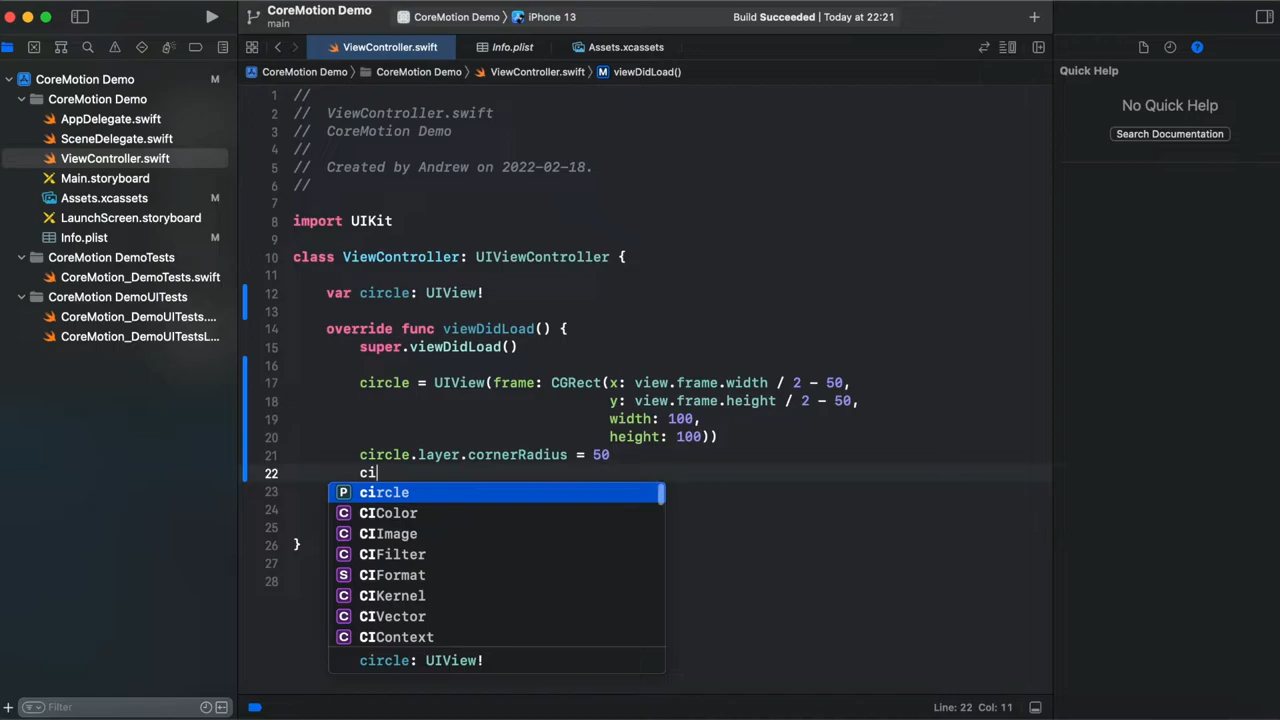 CoreMotion Demo
main
CoreMotion Demo 〉 iPhone 13
Build Succeeded | Today at 22:21
ViewController.swift
Info.plist
Assets.xcassets
CoreMotion Demo 〉 CoreMotion Demo 〉 ViewController.swift 〉 M viewDidLoad()
CoreMotion Demo M
CoreMotion Demo
AppDelegate.swift
SceneDelegate.swift
ViewController.swift
Main.storyboard
Assets.xcassets M
LaunchScreen.storyboard
Info.plist M
CoreMotion DemoTests
CoreMotion_DemoTests.swift
CoreMotion DemoUITests
CoreMotion_DemoUITests....
CoreMotion_DemoUITestsL...
Filter
1 //
2 // ViewController.swift
3 // CoreMotion Demo
4 //
5 // Created by Andrew on 2022-02-18.
6 //
7
8 import UIKit
9
10 class ViewController: UIViewController {
11
12 var circle: UIView!
13
14 override func viewDidLoad() {
15 super.viewDidLoad()
16
17 circle = UIView(frame: CGRect(x: view.frame.width / 2 - 50,
18 y: view.frame.height / 2 - 50,
19 width: 100,
20 height: 100))
21 circle.layer.cornerRadius = 50
22 ci
23
24
25
26 }
27
28
P circle
C CIColor
C CIImage
C CIFilter
S CIFormat
C CIKernel
C CIVector
C CIContext
circle: UIView!
Line: 22 Col: 11
Quick Help
No Quick Help
Search Documentation